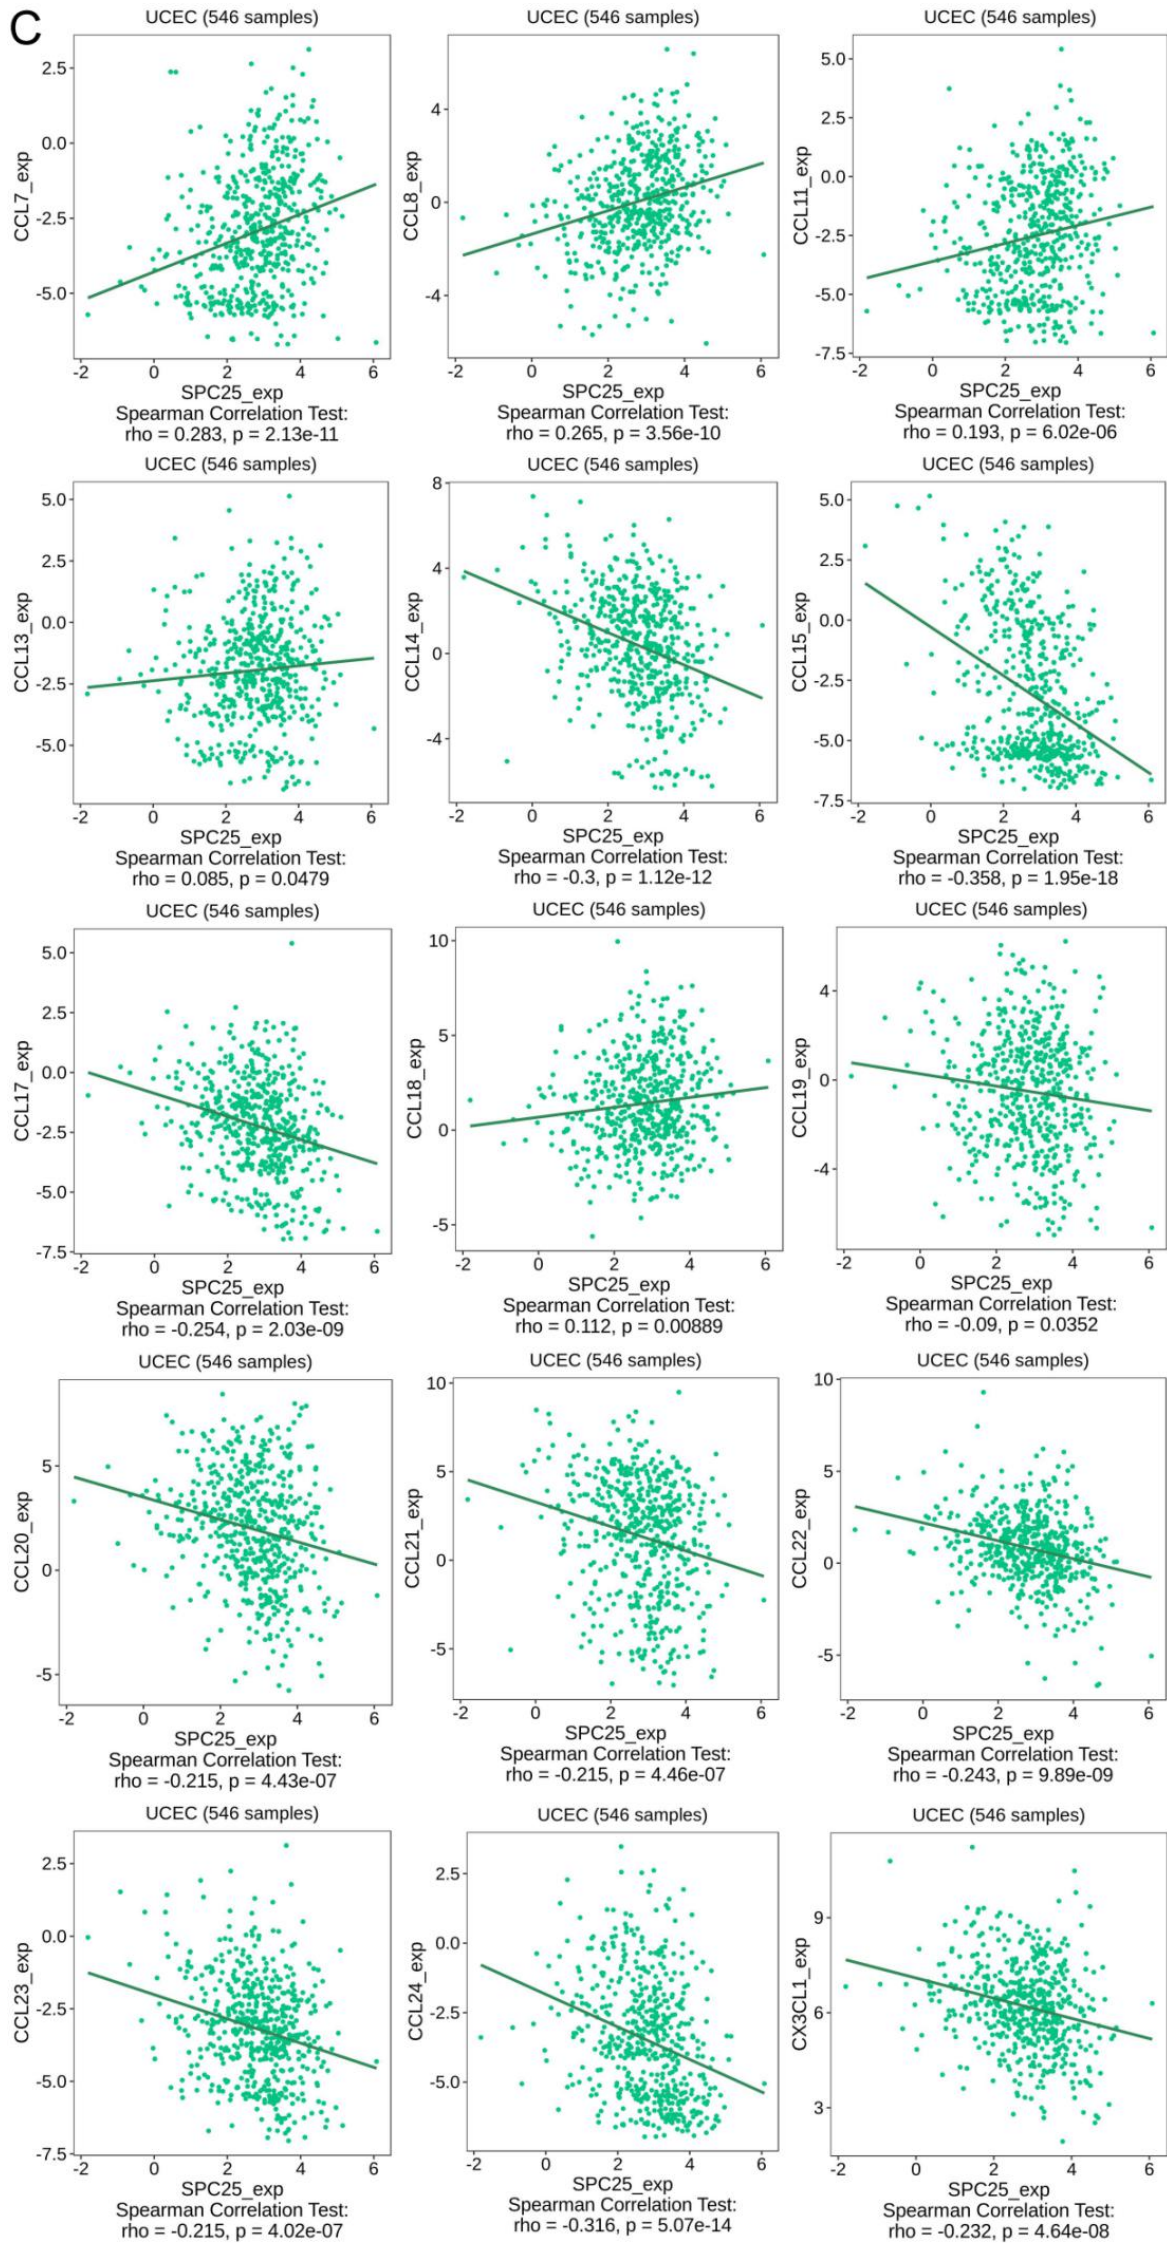 C
UCEC (546 samples)
CCL7_exp
2.5
0.0
-2.5
-5.0
-2 0 2 4 6
SPC25_exp
Spearman Correlation Test:
rho = 0.283, p = 2.13e-11
UCEC (546 samples)
CCL8_exp
4
0
-4
-2 0 2 4 6
SPC25_exp
Spearman Correlation Test:
rho = 0.265, p = 3.56e-10
UCEC (546 samples)
CCL11_exp
5.0
2.5
0.0
-2.5
-5.0
-7.5
-2 0 2 4 6
SPC25_exp
Spearman Correlation Test:
rho = 0.193, p = 6.02e-06
UCEC (546 samples)
CCL13_exp
5.0
2.5
0.0
-2.5
-5.0
-2 0 2 4 6
SPC25_exp
Spearman Correlation Test:
rho = 0.085, p = 0.0479
UCEC (546 samples)
CCL14_exp
8
4
0
-4
-2 0 2 4 6
SPC25_exp
Spearman Correlation Test:
rho = -0.3, p = 1.12e-12
UCEC (546 samples)
CCL15_exp
5.0
2.5
0.0
-2.5
-5.0
-7.5
-2 0 2 4 6
SPC25_exp
Spearman Correlation Test:
rho = -0.358, p = 1.95e-18
UCEC (546 samples)
CCL17_exp
5.0
2.5
0.0
-2.5
-5.0
-7.5
-2 0 2 4 6
SPC25_exp
Spearman Correlation Test:
rho = -0.254, p = 2.03e-09
UCEC (546 samples)
CCL18_exp
10
5
0
-5
-2 0 2 4 6
SPC25_exp
Spearman Correlation Test:
rho = 0.112, p = 0.00889
UCEC (546 samples)
CCL19_exp
4
0
-4
-2 0 2 4 6
SPC25_exp
Spearman Correlation Test:
rho = -0.09, p = 0.0352
UCEC (546 samples)
CCL20_exp
5
0
-5
-2 0 2 4 6
SPC25_exp
Spearman Correlation Test:
rho = -0.215, p = 4.43e-07
UCEC (546 samples)
CCL21_exp
10
5
0
-5
-2 0 2 4 6
SPC25_exp
Spearman Correlation Test:
rho = -0.215, p = 4.46e-07
UCEC (546 samples)
CCL22_exp
10
5
0
-5
-2 0 2 4 6
SPC25_exp
Spearman Correlation Test:
rho = -0.243, p = 9.89e-09
UCEC (546 samples)
CCL23_exp
2.5
0.0
-2.5
-5.0
-7.5
-2 0 2 4 6
SPC25_exp
Spearman Correlation Test:
rho = -0.215, p = 4.02e-07
UCEC (546 samples)
CCL24_exp
2.5
0.0
-2.5
-5.0
-2 0 2 4 6
SPC25_exp
Spearman Correlation Test:
rho = -0.316, p = 5.07e-14
UCEC (546 samples)
CX3CL1_exp
9
6
3
-2 0 2 4 6
SPC25_exp
Spearman Correlation Test:
rho = -0.232, p = 4.64e-08